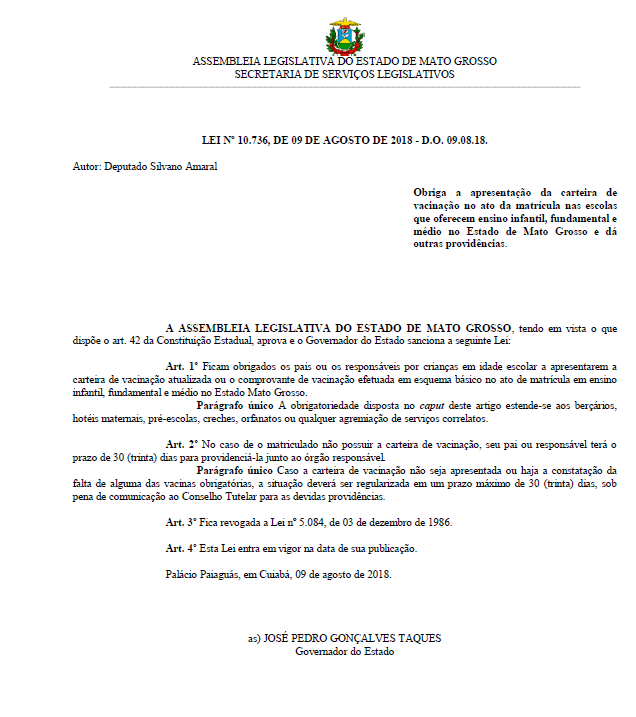 ASSEMBLEIA LEGISLATIVA DO ESTADO DE MATO GROSSO
SECRETARIA DE SERVIÇOS LEGISLATIVOS
LEI Nº 10.736, DE 09 DE AGOSTO DE 2018 - D.O. 09.08.18.
Autor: Deputado Silvano Amaral
Obriga a apresentação da carteira de
vacinação no ato da matrícula nas escolas
que oferecem ensino infantil, fundamental e
médio no Estado de Mato Grosso e dá
outras providências.
A ASSEMBLEIA LEGISLATIVA DO ESTADO DE MATO GROSSO, tendo em vista o que
dispõe o art. 42 da Constituição Estadual, aprova e o Governador do Estado sanciona a seguinte Lei:
Art. 1º Ficam obrigados os pais ou os responsáveis por crianças em idade escolar a apresentarem a
carteira de vacinação atualizada ou o comprovante de vacinação efetuada em esquema básico no ato de matrícula em ensino
infantil, fundamental e médio no Estado Mato Grosso.
Parágrafo único A obrigatoriedade disposta no caput deste artigo estende-se aos berçários,
hotéis maternais, pré-escolas, creches, orfanatos ou qualquer agremiação de serviços correlatos.
Art. 2º No caso de o matriculado não possuir a carteira de vacinação, seu pai ou responsável terá o
prazo de 30 (trinta) dias para providenciá-la junto ao órgão responsável.
Parágrafo único Caso a carteira de vacinação não seja apresentada ou haja a constatação da
falta de alguma das vacinas obrigatórias, a situação deverá ser regularizada em um prazo máximo de 30 (trinta) dias, sob
pena de comunicação ao Conselho Tutelar para as devidas providências.
Art. 3º Fica revogada a Lei nº 5.084, de 03 de dezembro de 1986.
Art. 4º Esta Lei entra em vigor na data de sua publicação.
Palácio Paiaguás, em Cuiabá, 09 de agosto de 2018.
as) JOSÉ PEDRO GONÇALVES TAQUES
Governador do Estado